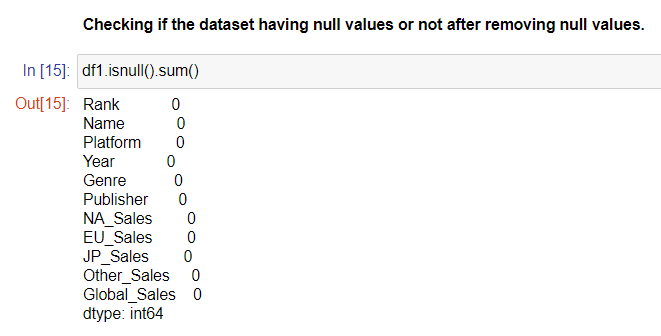 Checking if the dataset having null values or not after removing null values.
In [15]: df1.isnull().sum()
Out[15]: Rank 0
Name 0
Platform 0
Year 0
Genre 0
Publisher 0
NA_Sales 0
EU_Sales 0
JP_Sales 0
Other_Sales 0
Global_Sales 0
dtype: int64